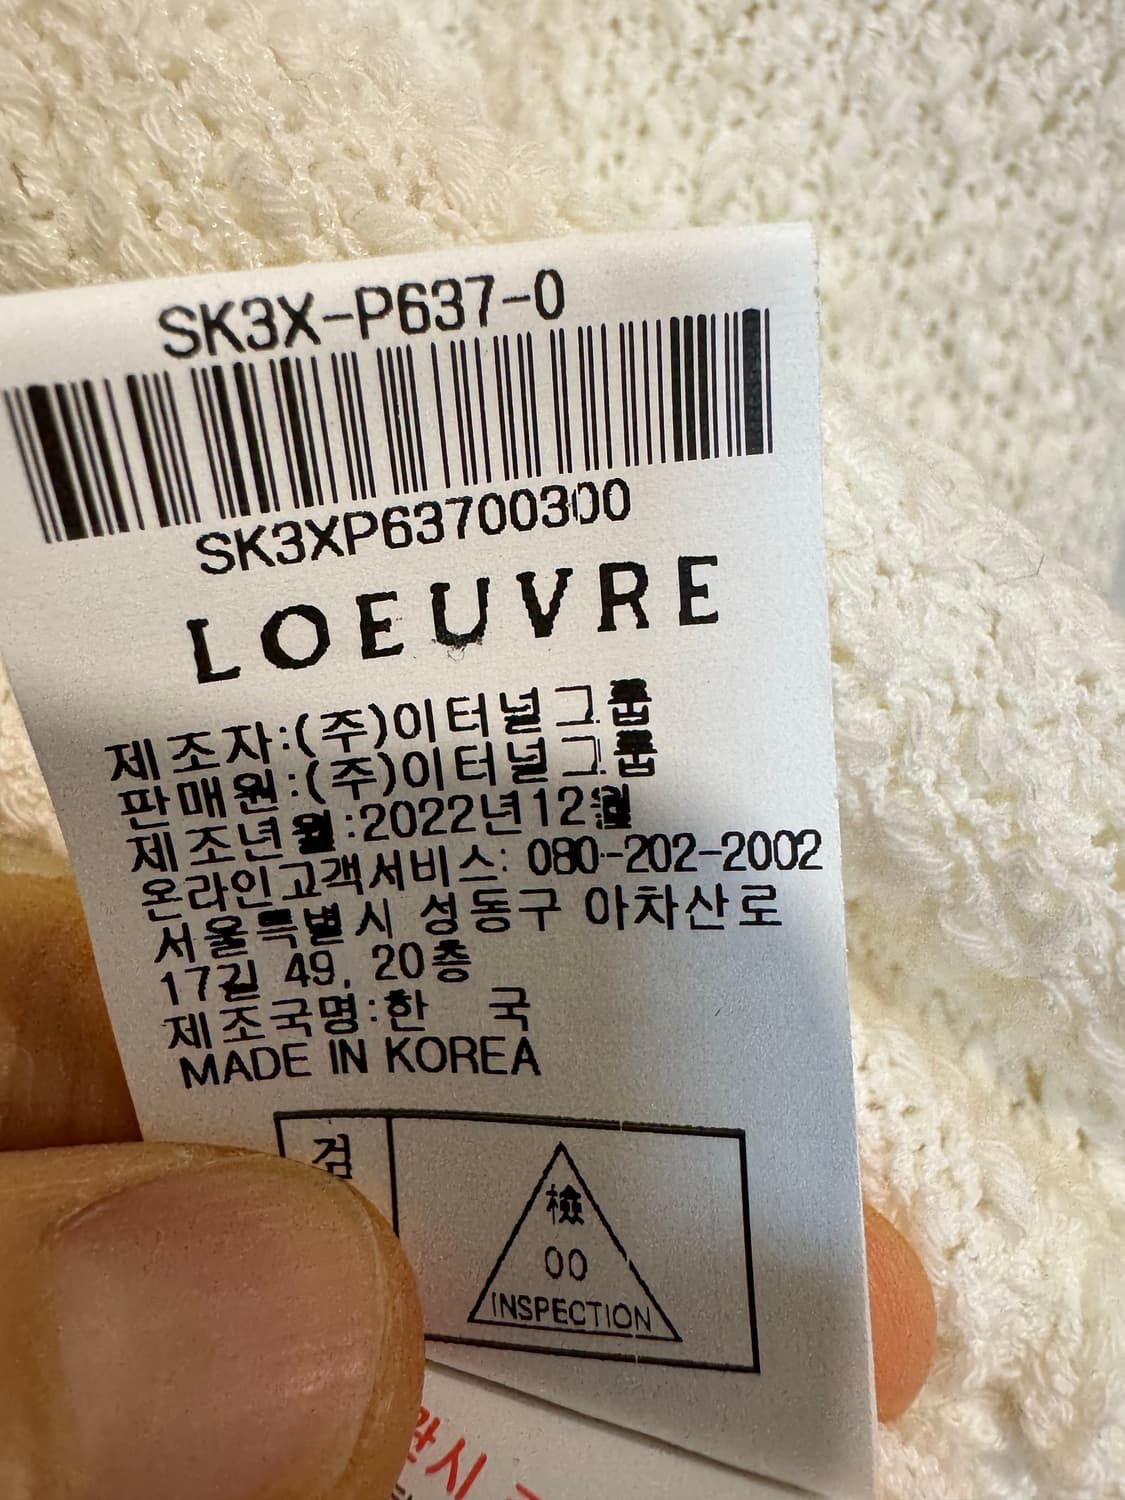 SK3X-P637-0
SK3XP63700300
LOEUVRE
제조자:(주)이터널그룹
판매원:(주)이터널그룹
제조년월:2022년12월
온라인고객서비스: 080-202-2002
서울특별시 성동구 아차산로
17길 49, 20층
제조국명:한 국
MADE IN KOREA
검
檢
00
INSPECTION